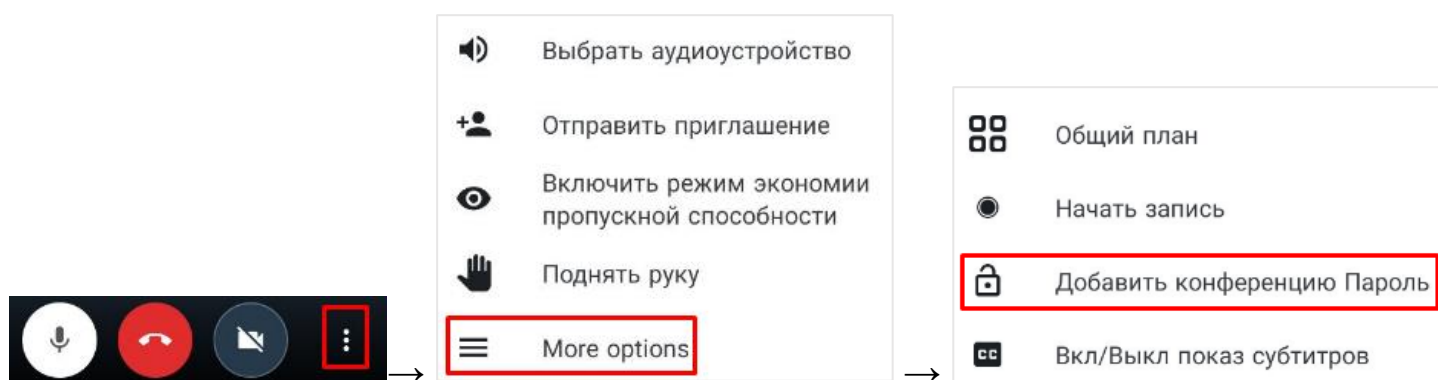 Выбрать аудиоустройство
Отправить приглашение
Включить режим экономии
пропускной способности
Поднять руку
More options
→
→
Общий план
Начать запись
Добавить конференцию Пароль
CC Вкл/Выкл показ субтитров